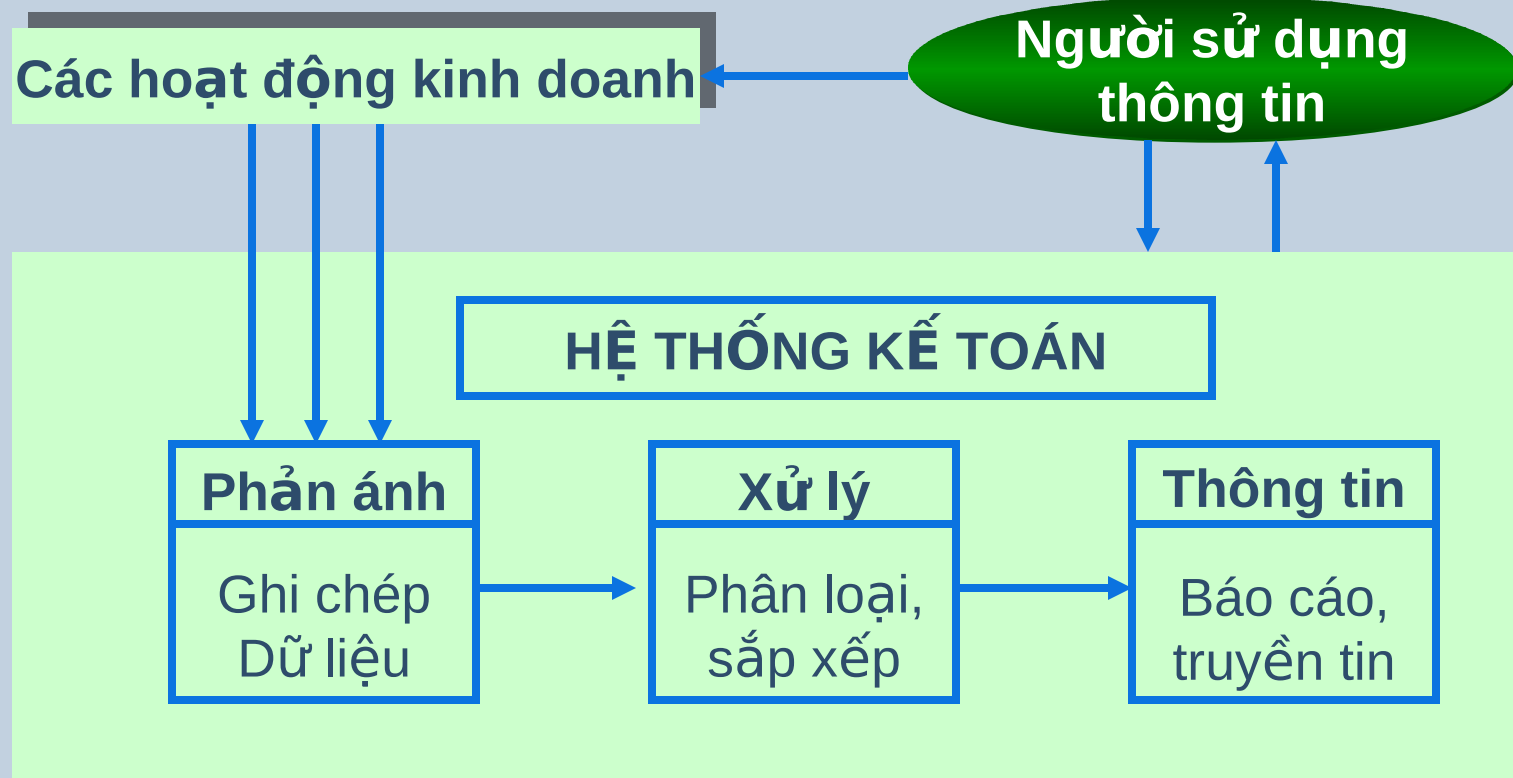 Các hoạt động kinh doanh
Người sử dụng
thông tin
HỆ THỐNG KẾ TOÁN
Phản ánh
Ghi chép
Dữ liệu
Xử lý
Phân loại,
sắp xếp
Thông tin
Báo cáo,
truyền tin